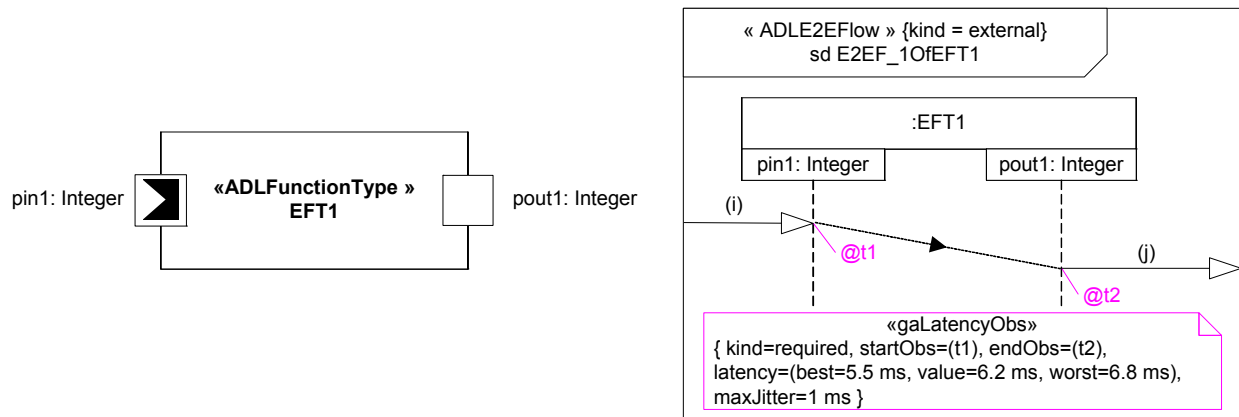 pin1: Integer
«ADLFunctionType »
EFT1
pout1: Integer
« ADLE2EFlow » {kind = external}
sd E2EF_1OfEFT1
:EFT1
pin1: Integer
pout1: Integer
(i)
@t1
(j)
@t2
«gaLatencyObs»
{ kind=required, startObs=(t1), endObs=(t2),
latency=(best=5.5 ms, value=6.2 ms, worst=6.8 ms),
maxJitter=1 ms }